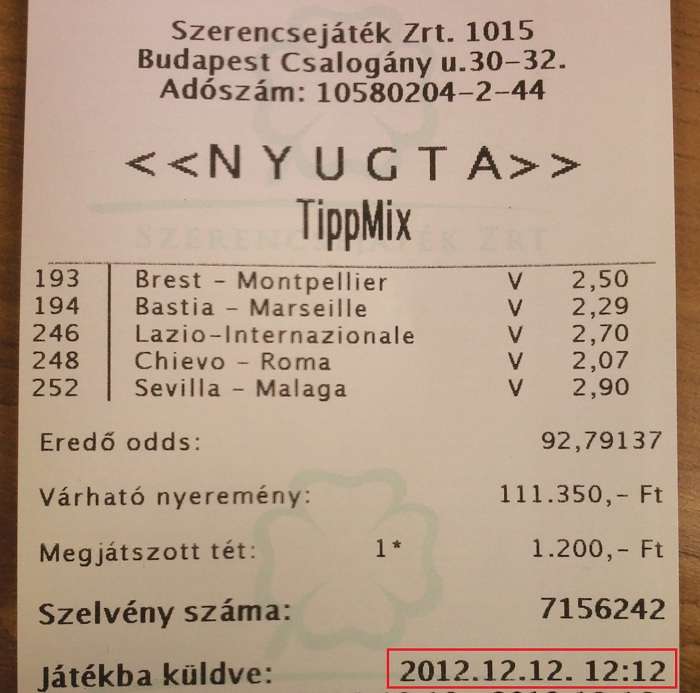 Szerencsejáték Zrt. 1015
Budapest Csalogány u.30-32.
Adószám: 10580204-2-44
<<NYUGTA>>
TippMix
SZERENCSEJÁTÉK ZRT
193 Brest - Montpellier V 2,50
194 Bastia - Marseille V 2,29
246 Lazio-Internazionale V 2,70
248 Chievo - Roma V 2,07
252 Sevilla - Malaga V 2,90
Eredő odds: 92,79137
Várható nyeremény: 111.350,- Ft
Megjátszott tét: 1* 1.200,- Ft
Szelvény száma: 7156242
Játékba küldve: 2012.12.12. 12:12